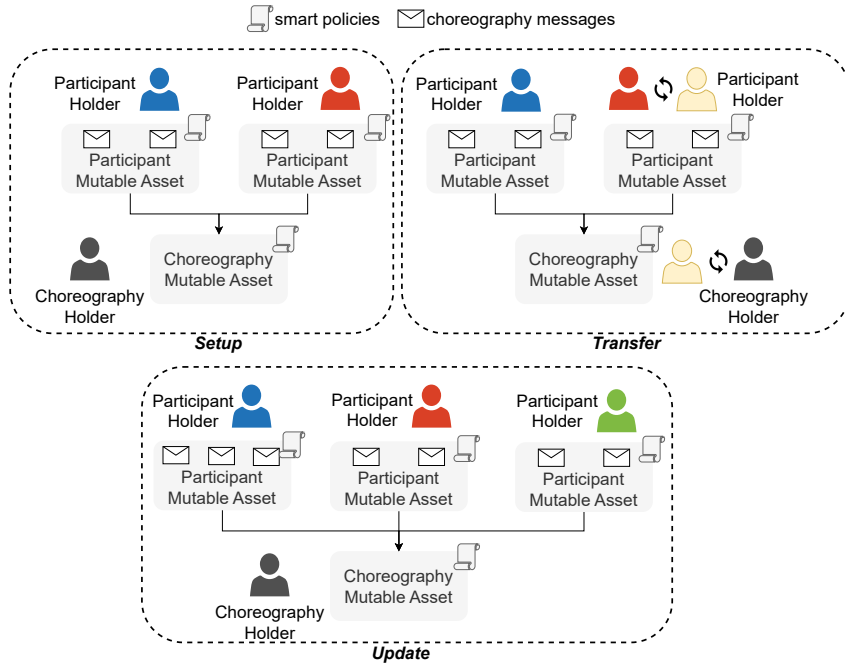 smart policies
choreography messages
Participant
Holder
Participant
Holder
Participant
Mutable Asset
Participant
Mutable Asset
Choreography
Mutable Asset
Choreography
Holder
Setup
Participant
Holder
Participant
Holder
Participant
Mutable Asset
Participant
Mutable Asset
Choreography
Mutable Asset
Choreography
Holder
Transfer
Participant
Holder
Participant
Holder
Participant
Holder
Participant
Mutable Asset
Participant
Mutable Asset
Participant
Mutable Asset
Choreography
Mutable Asset
Choreography
Holder
Update